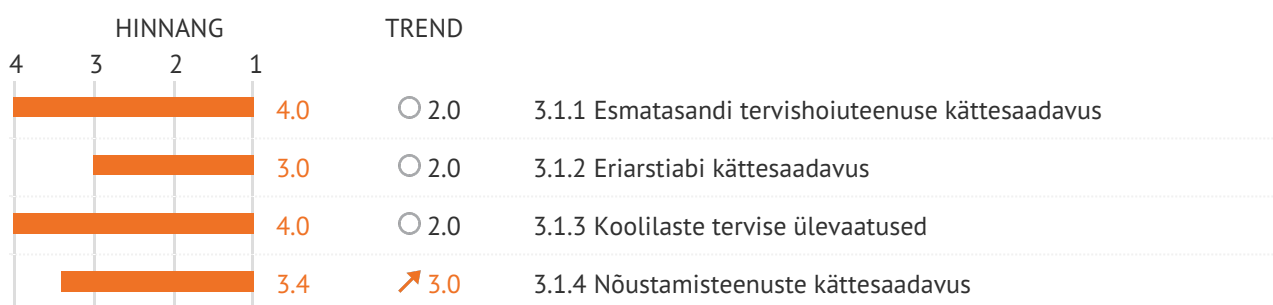 HINNANG TREND
4 3 2 1
4.0 2.0 3.1.1 Esmatasandi tervishoiuteenuse kättesaadavus
3.0 2.0 3.1.2 Eriarstiabi kättesaadavus
4.0 2.0 3.1.3 Koolilaste tervise ülevaatused
3.4 3.0 3.1.4 Nõustamisteenuste kättesaadavus